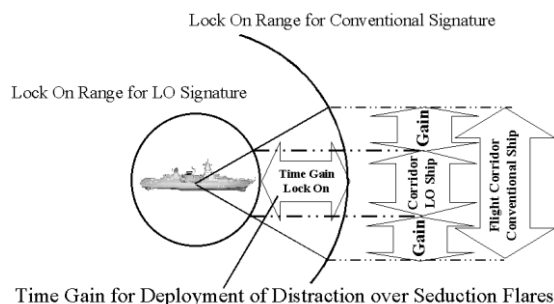 Lock On Range for Conventional Signature
Lock On Range for LO Signature
Time Gain
Lock On
Gain
Corridor
LO Ship
Gain
Flight Corridor
Conventional Ship
Time Gain for Deployment of Distraction over Seduction Flares